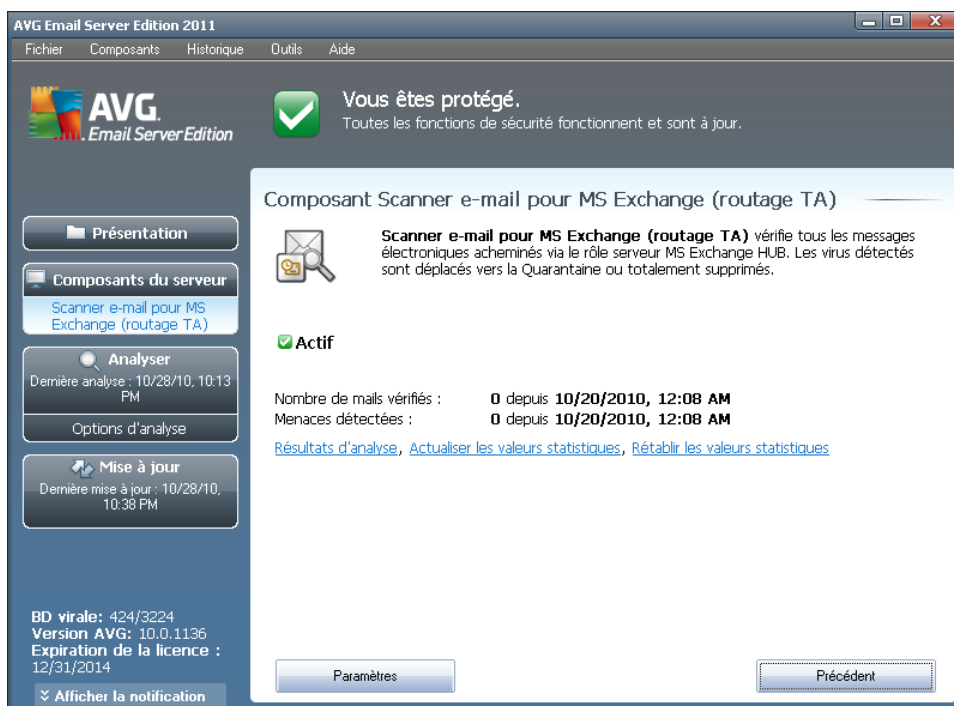 AVG Email Server Edition 2011
Fichier Composants Historique Outils Aide
AVG.
Email Server Edition
Vous êtes protégé.
Toutes les fonctions de sécurité fonctionnent et sont à jour.
Présentation
Composants du serveur
Scanner e-mail pour MS
Exchange (routage TA)
Analyser
Dernière analyse : 10/28/10, 10:13
PM
Options d'analyse
Mise à jour
Dernière mise à jour : 10/28/10,
10:38 PM
BD virale: 424/3224
Version AVG: 10.0.1136
Expiration de la licence :
12/31/2014
Afficher la notification
Composant Scanner e-mail pour MS Exchange (routage TA)
Scanner e-mail pour MS Exchange (routage TA) vérifie tous les messages
électroniques acheminés via le rôle serveur MS Exchange HUB. Les virus détectés
sont déplacés vers la Quarantaine ou totalement supprimés.
Actif
Nombre de mails vérifiés : 0 depuis 10/20/2010, 12:08 AM
Menaces détectées : 0 depuis 10/20/2010, 12:08 AM
Résultats d'analyse, Actualiser les valeurs statistiques, Rétablir les valeurs statistiques
Paramètres
Précédent